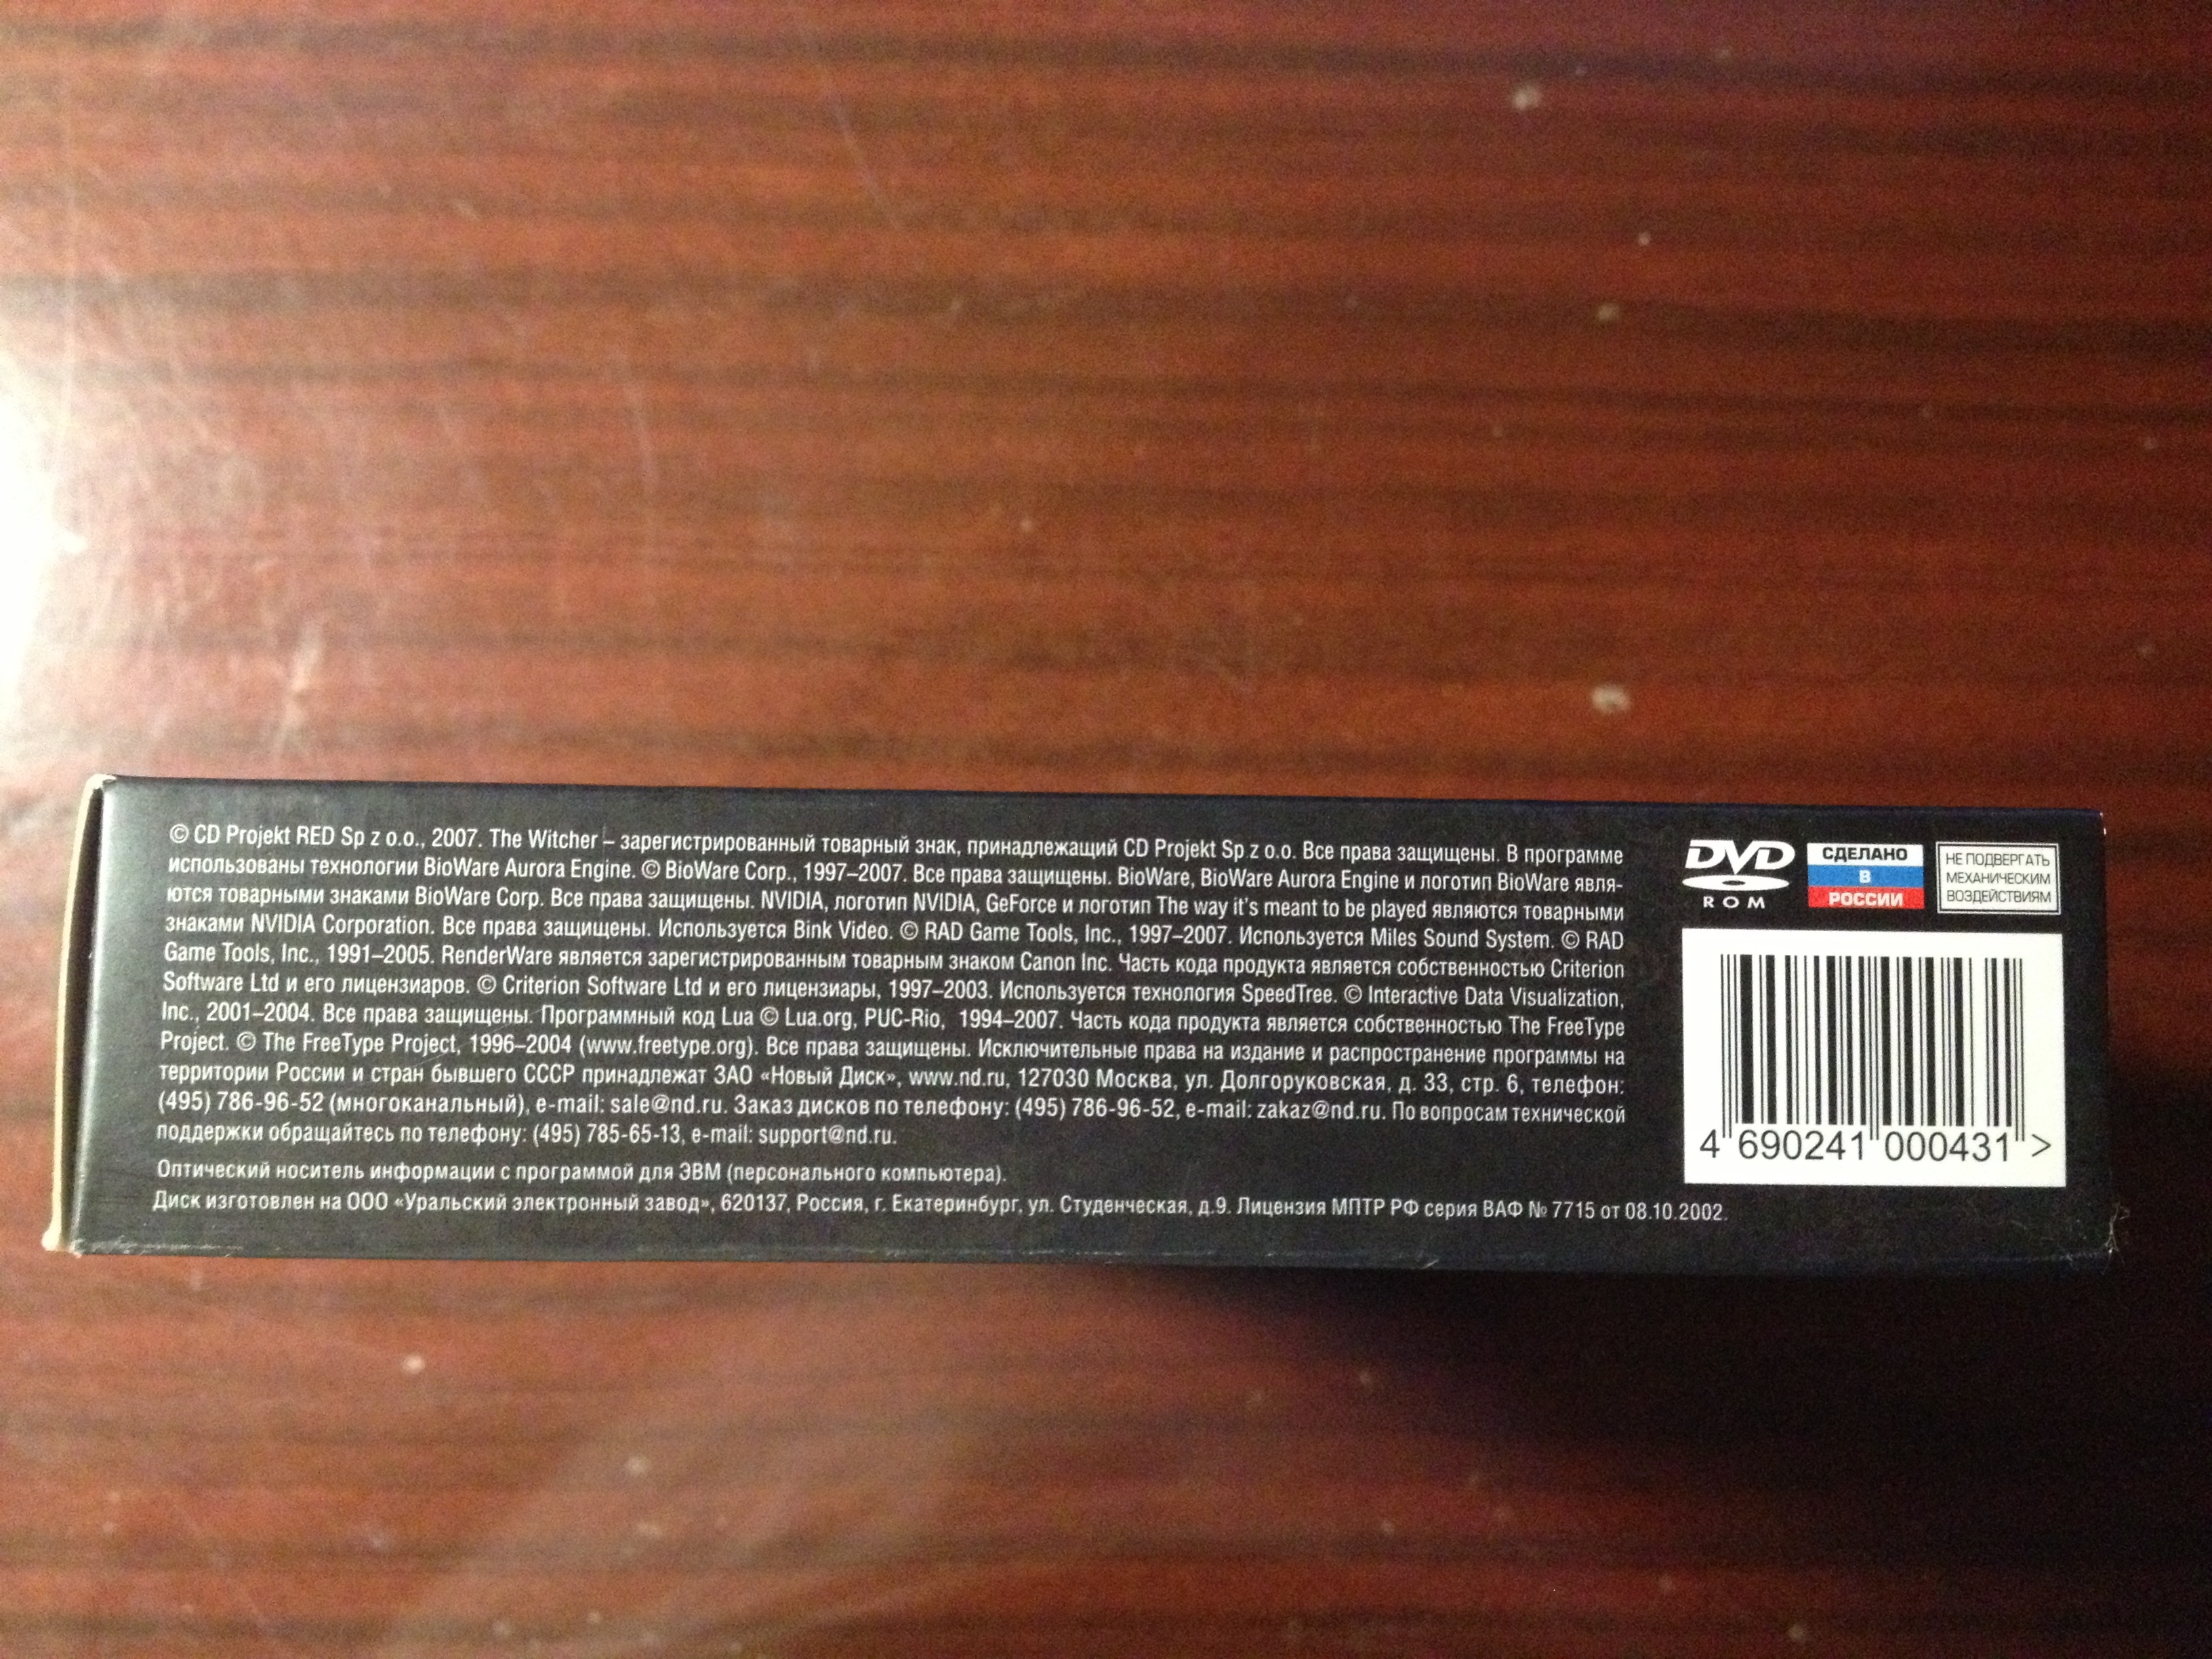 © CD Projekt RED Sp z o.o., 2007. The Witcher – зарегистрированный товарный знак, принадлежащий CD Projekt Sp z o.o. Все права защищены. В программе
использованы технологии BioWare Aurora Engine. © BioWare Corp., 1997–2007. Все права защищены. BioWare, BioWare Aurora Engine и логотип BioWare явля-
ются товарными знаками BioWare Corp. Все права защищены. NVIDIA, логотип NVIDIA, GeForce и логотип The way it's meant to be played являются товарными
знаками NVIDIA Corporation. Все права защищены. Используется Bink Video. © RAD Game Tools, Inc., 1997–2007. Используется Miles Sound System. © RAD
Game Tools, Inc., 1991–2005. RenderWare является зарегистрированным товарным знаком Canon Inc. Часть кода продукта является собственностью Criterion
Software Ltd и его лицензиаров. © Criterion Software Ltd и его лицензиары, 1997–2003. Используется технология SpeedTree. © Interactive Data Visualization,
Inc., 2001–2004. Все права защищены. Программный код Lua © Lua.org, PUC-Rio, 1994–2007. Часть кода продукта является собственностью The FreeType
Project. © The FreeType Project, 1996–2004 (www.freetype.org). Все права защищены. Исключительные права на издание и распространение программы на
территории России и стран бывшего СССР принадлежат ЗАО «Новый Диск», www.nd.ru, 127030 Москва, ул. Долгоруковская, д. 33, стр. 6, телефон:
(495) 786-96-52 (многоканальный), e-mail: sale@nd.ru. Заказ дисков по телефону: (495) 786-96-52, e-mail: zakaz@nd.ru. По вопросам технической
поддержки обращайтесь по телефону: (495) 785-65-13, e-mail: support@nd.ru.
Оптический носитель информации с программой для ЭВМ (персонального компьютера).
Диск изготовлен на ООО «Уральский электронный завод», 620137, Россия, г. Екатеринбург, ул. Студенческая, д.9. Лицензия МПТР РФ серия ВАФ № 7715 от 08.10.2002.
DVD
ROM
СДЕЛАНО
В
РОССИИ
НЕ ПОДВЕРГАТЬ
МЕХАНИЧЕСКИМ
ВОЗДЕЙСТВИЯМ
4 690241 000431 >